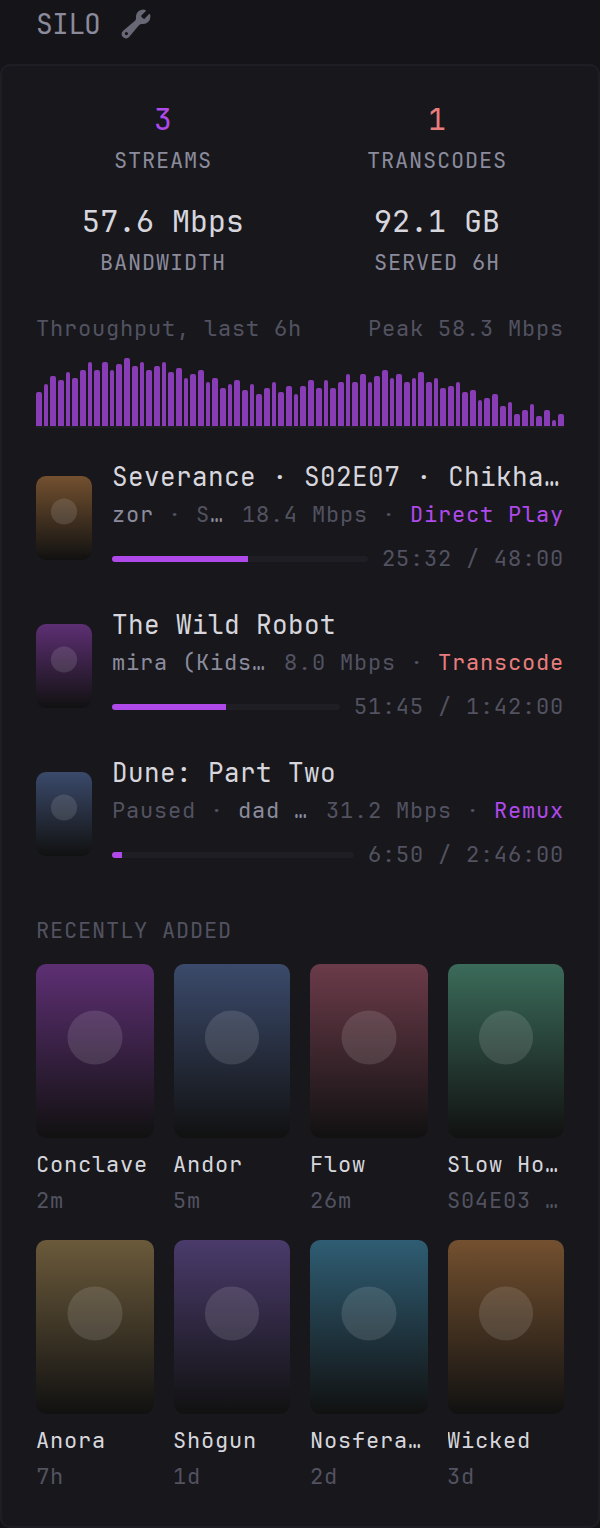 SILO
3 1
STREAMS TRANSCODES
57.6 Mbps 92.1 GB
BANDWIDTH SERVED 6H
Throughput, last 6h Peak 58.3 Mbps
Severance · S02E07 · Chikha…
zor · S… 18.4 Mbps · Direct Play
25:32 / 48:00
The Wild Robot
mira (Kids… 8.0 Mbps · Transcode
51:45 / 1:42:00
Dune: Part Two
Paused · dad … 31.2 Mbps · Remux
6:50 / 2:46:00
RECENTLY ADDED
Conclave Andor Flow Slow Ho…
2m 5m 26m S04E03 …
Anora Shōgun Nosfera… Wicked
7h 1d 2d 3d